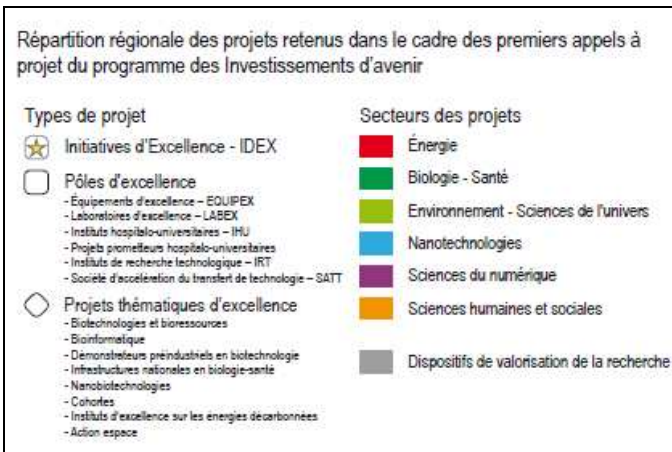 Répartition régionale des projets retenus dans le cadre des premiers appels à
projet du programme des Investissements d'avenir
Types de projet
Initiatives d'Excellence - IDEX
Pôles d'excellence
- Équipements d'excellence – EQUIPEX
- Laboratoires d'excellence – LABEX
- Instituts hospitalo-universitaires – IHU
- Projets prometteurs hospitalo-universitaires
- Instituts de recherche technologique – IRT
- Société d'accélération du transfert de technologie – SATT
Projets thématiques d'excellence
- Biotechnologies et bioressources
- Bioinformatique
- Démonstrateurs préindustriels en biotechnologie
- Infrastructures nationales en biologie-santé
- Nanobiotechnologies
- Cohortes
- Instituts d'excellence sur les énergies décarbonnées
- Action espace
Secteurs des projets
Énergie
Biologie - Santé
Environnement - Sciences de l'univers
Nanotechnologies
Sciences du numérique
Sciences humaines et sociales
Dispositifs de valorisation de la recherche